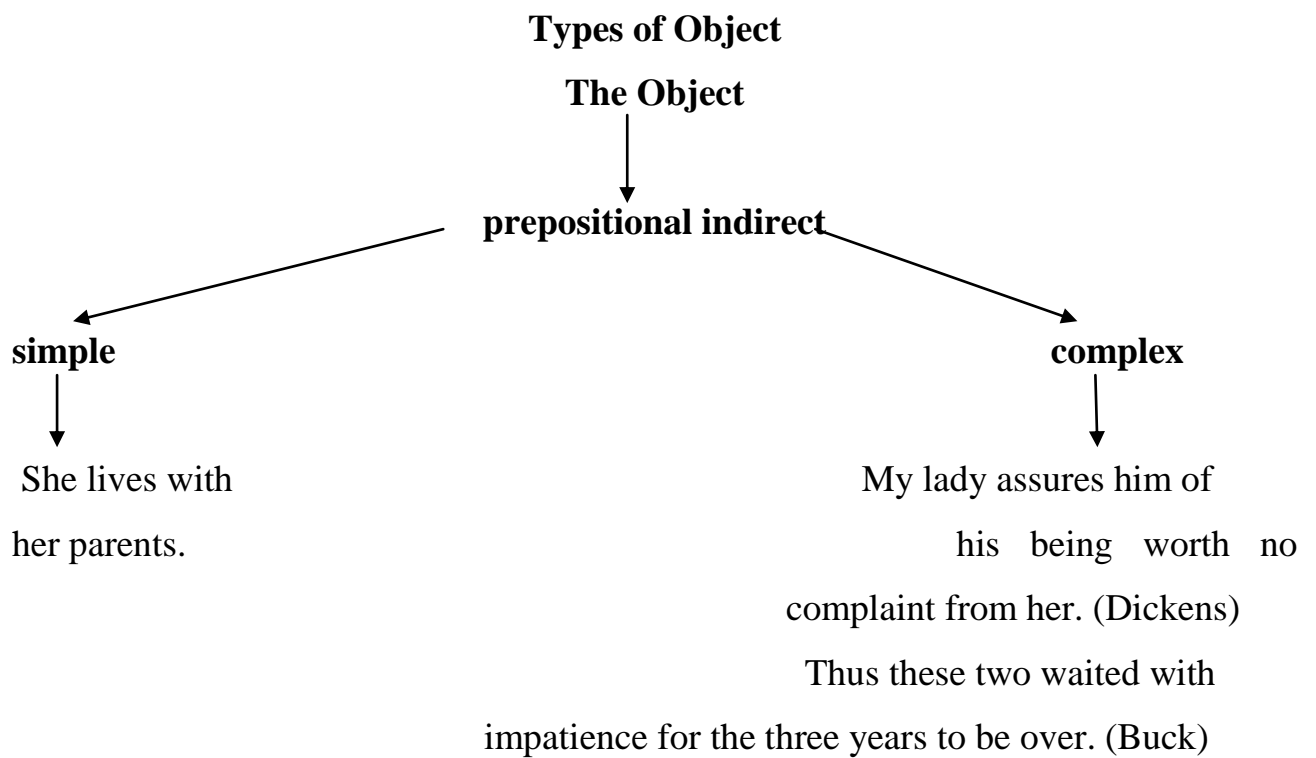 Types of Object
The Object
prepositional indirect
simple
complex
She lives with
her parents.
My lady assures him of
his being worth no
complaint from her. (Dickens)
Thus these two waited with
impatience for the three years to be over. (Buck)